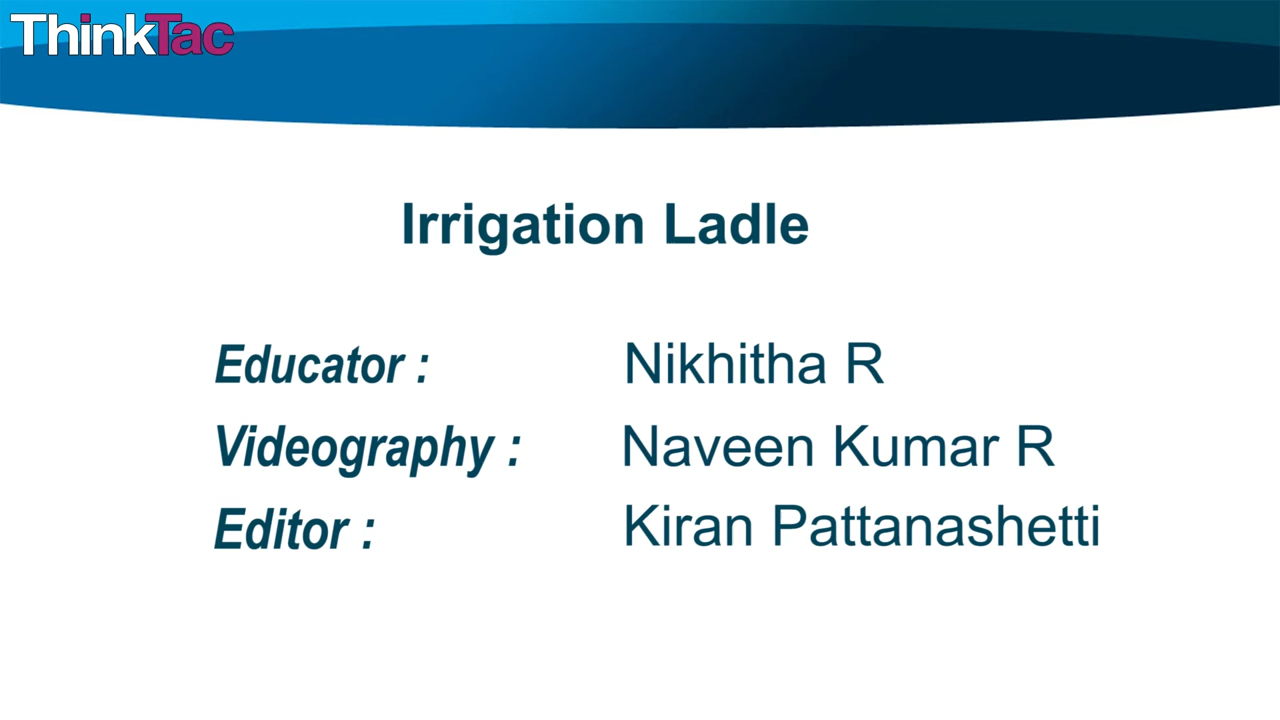 ThinkTac
Irrigation Ladle
Educator : Nikhitha R
Videography : Naveen Kumar R
Editor : Kiran Pattanashetti